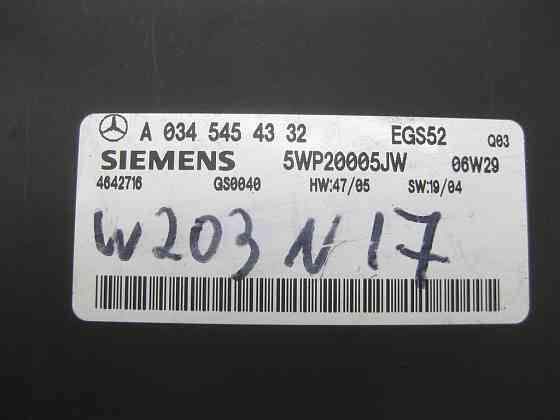 A 034 545 43 32 EGS52 Q03
SIEMENS 5WP20005JW 06W29
4642716 GS0040 HW:47/05 SW:19/04
W203 N17